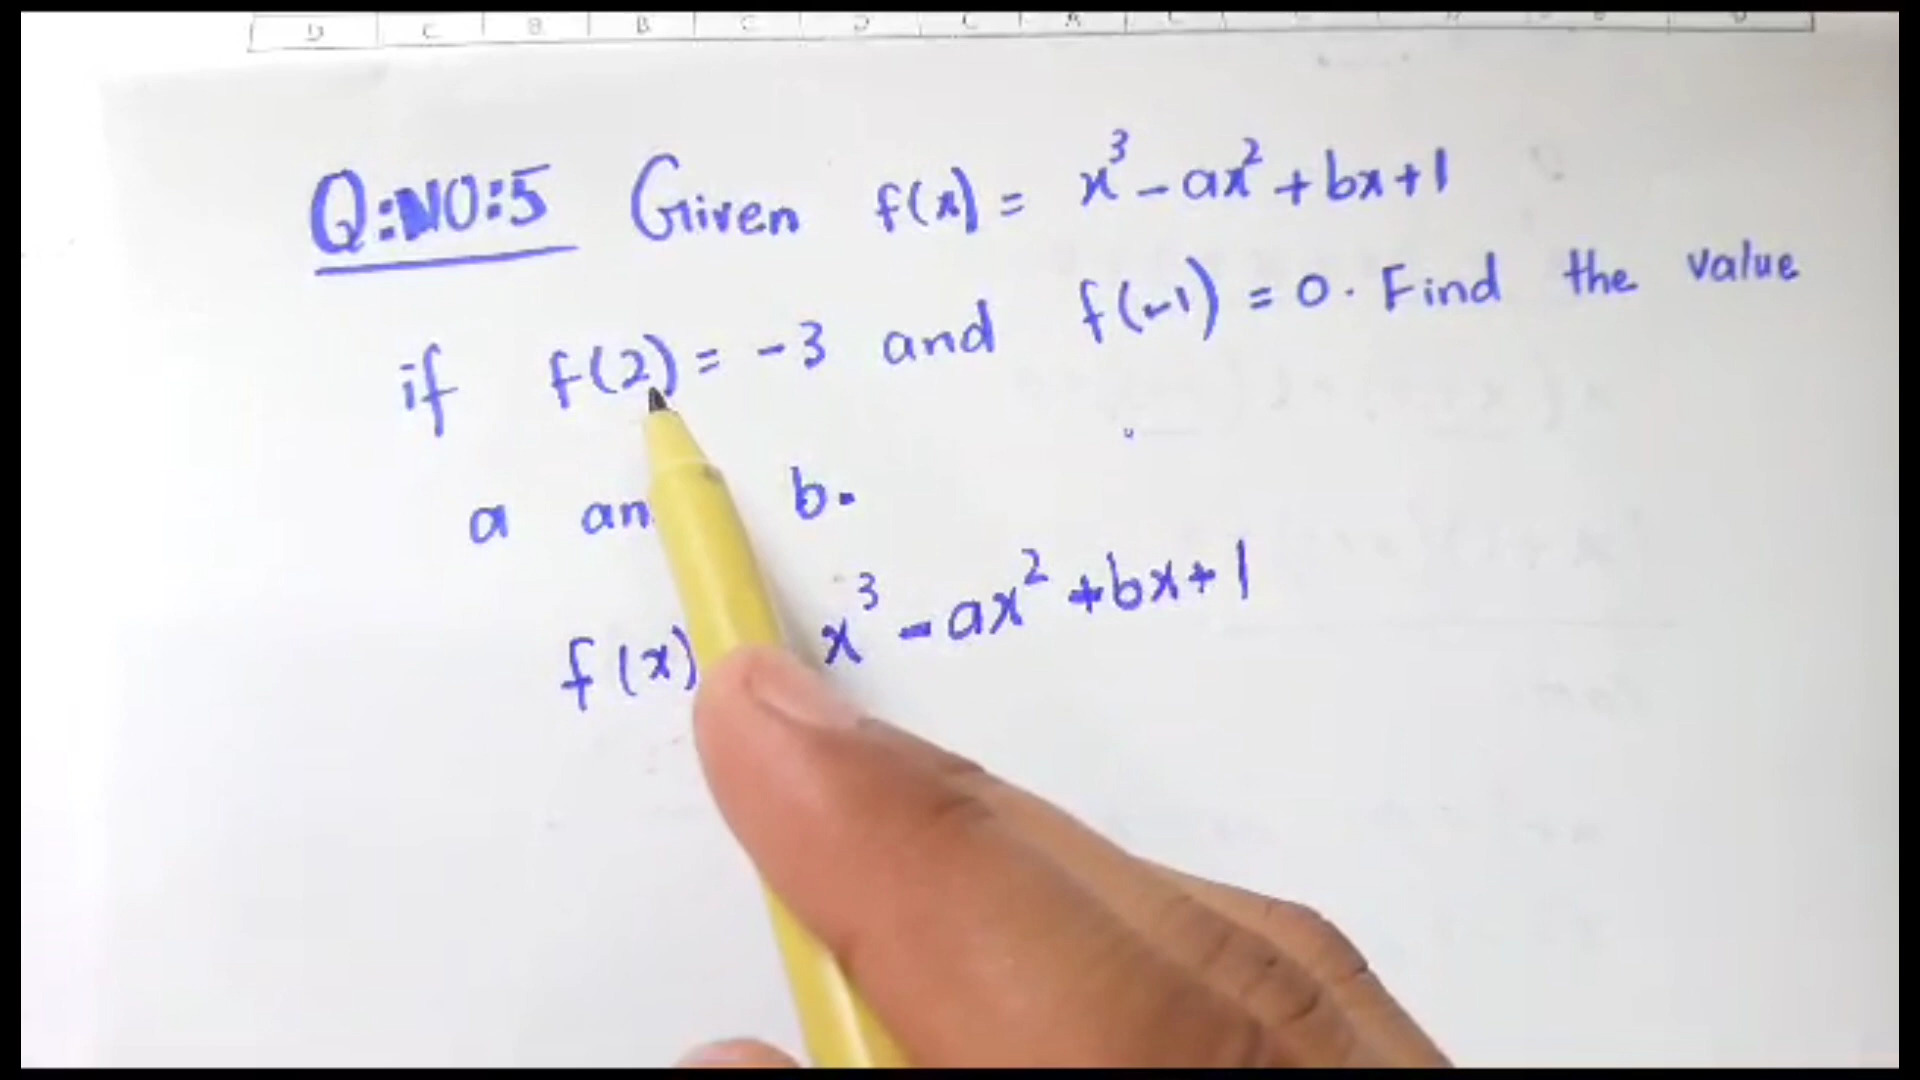 D C B B C D C A C
Q:NO:5 Given f(x) = x³ - ax² + bx + 1
if f(2) = -3 and f(-1) = 0. Find the value
a an b.
f(x) x³ - ax² + bx + 1